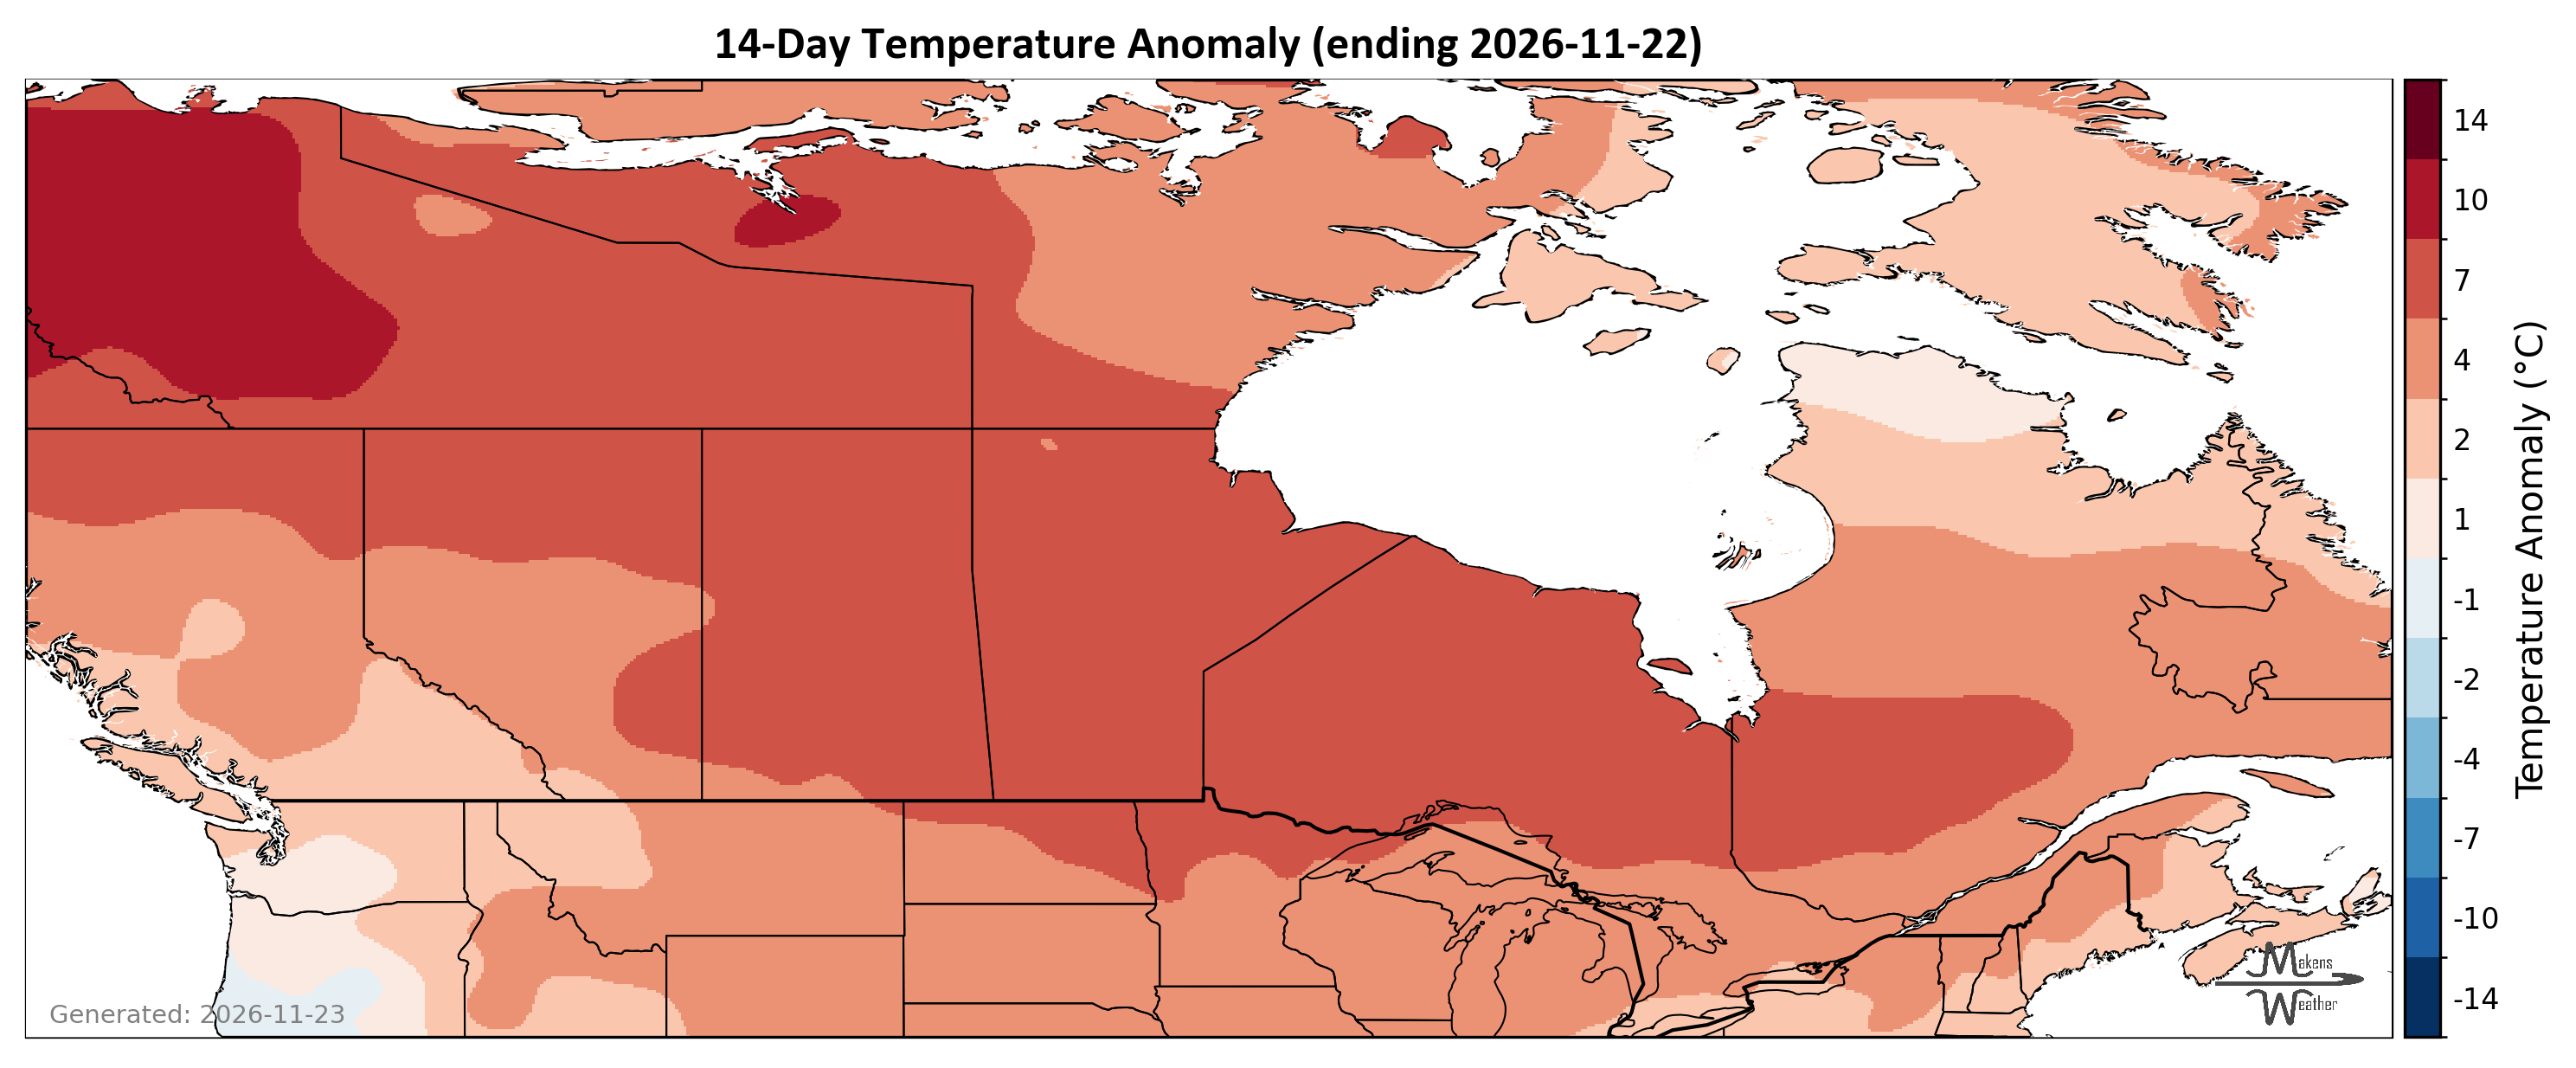 14-Day Temperature Anomaly (ending 2026-11-22)
14
10
7
4
2
1
-1
-2
-4
-7
-10
-14
Temperature Anomaly (°C)
Makens
Weather
Generated: 2026-11-23